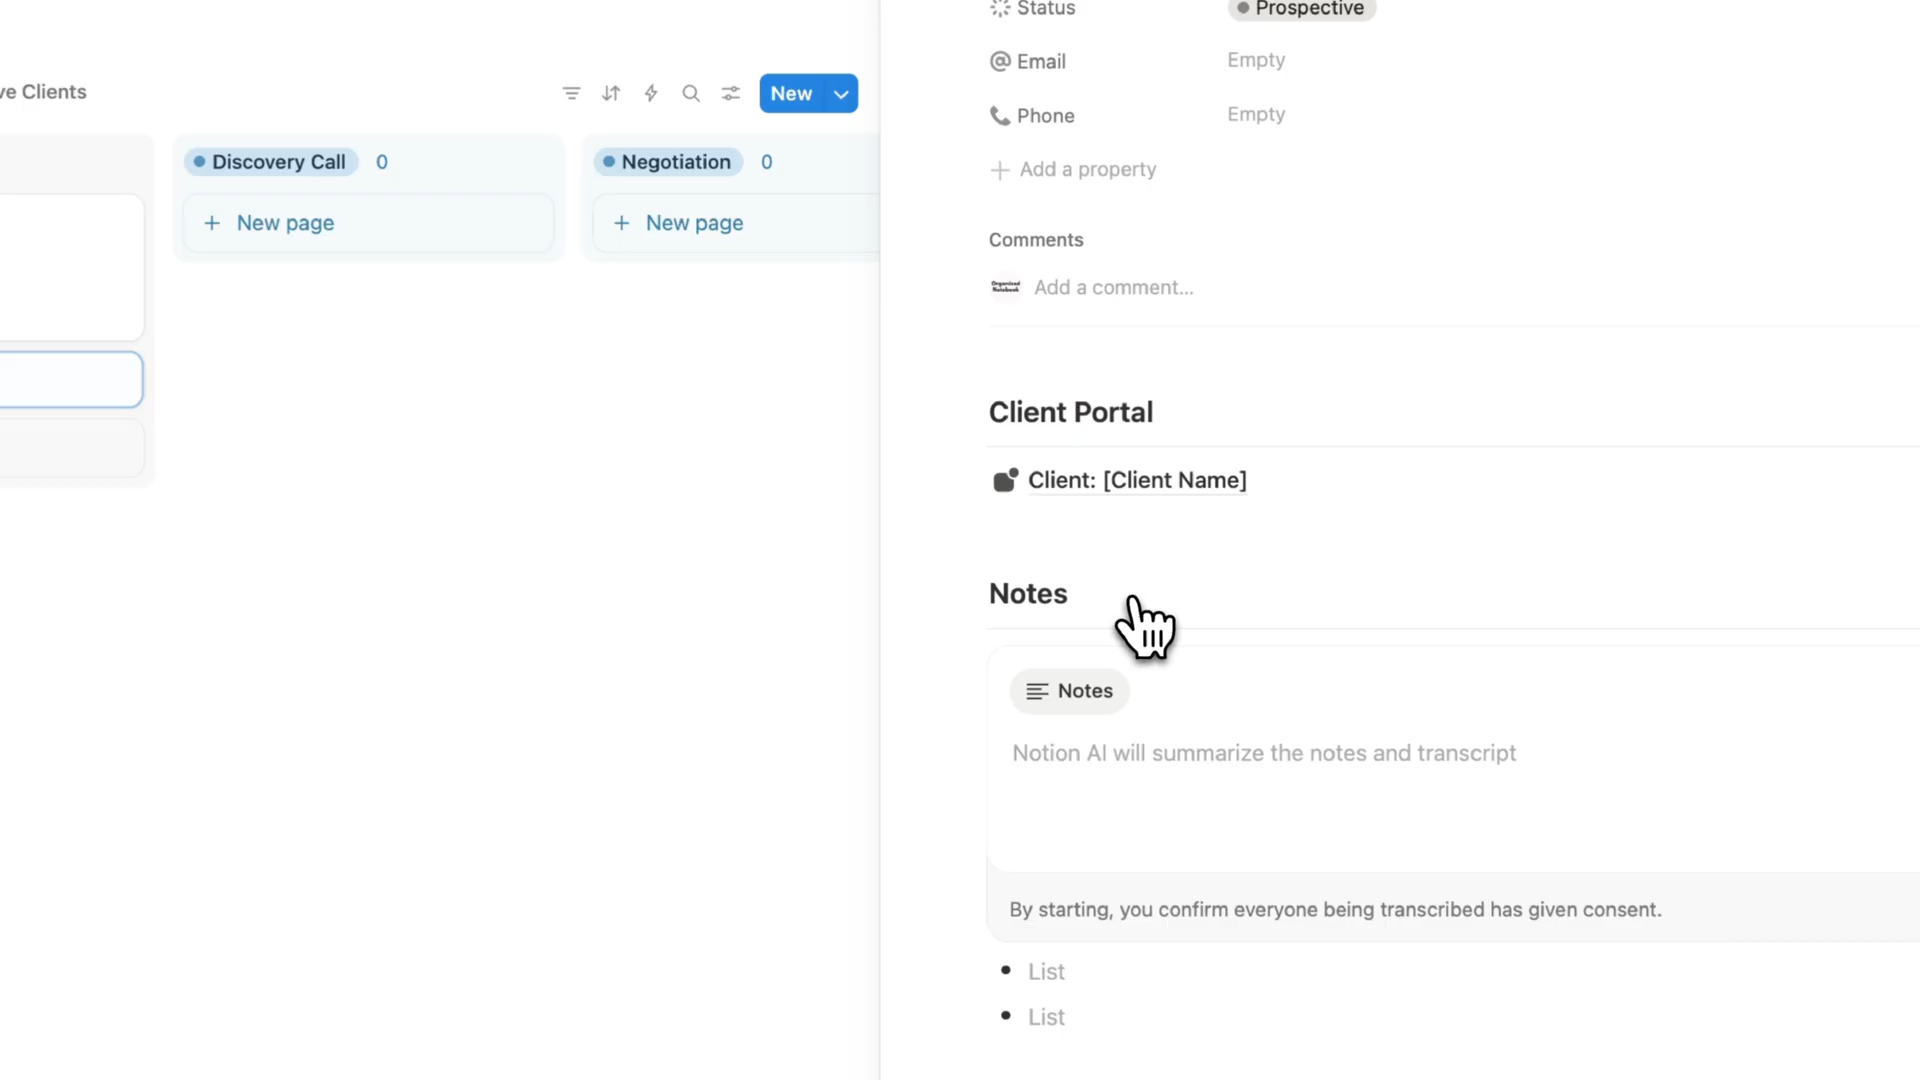 ve Clients
New
Discovery Call 0
+ New page
Negotiation 0
+ New page
Status Prospective
Email Empty
Phone Empty
Add a property
Comments
Organized Notebook
Add a comment...
Client Portal
Client: [Client Name]
Notes
Notes
Notion AI will summarize the notes and transcript
By starting, you confirm everyone being transcribed has given consent.
• List
• List